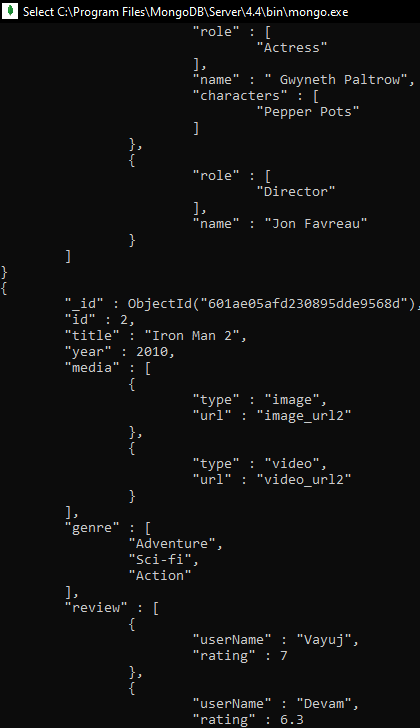 Select C:\Program Files\MongoDB\Server\4.4\bin\mongo.exe
"role" : [
"Actress"
],
"name" : " Gwyneth Paltrow",
"characters" : [
"Pepper Pots"
]
},
{
"role" : [
"Director"
],
"name" : "Jon Favreau"
}
]
}
{
"_id" : ObjectId("601ae05afd230895dde9568d"),
"id" : 2,
"title" : "Iron Man 2",
"year" : 2010,
"media" : [
{
"type" : "image",
"url" : "image_url2"
},
{
"type" : "video",
"url" : "video_url2"
}
],
"genre" : [
"Adventure",
"Sci-fi",
"Action"
],
"review" : [
{
"userName" : "Vayuj",
"rating" : 7
},
{
"userName" : "Devam",
"rating" : 6.3